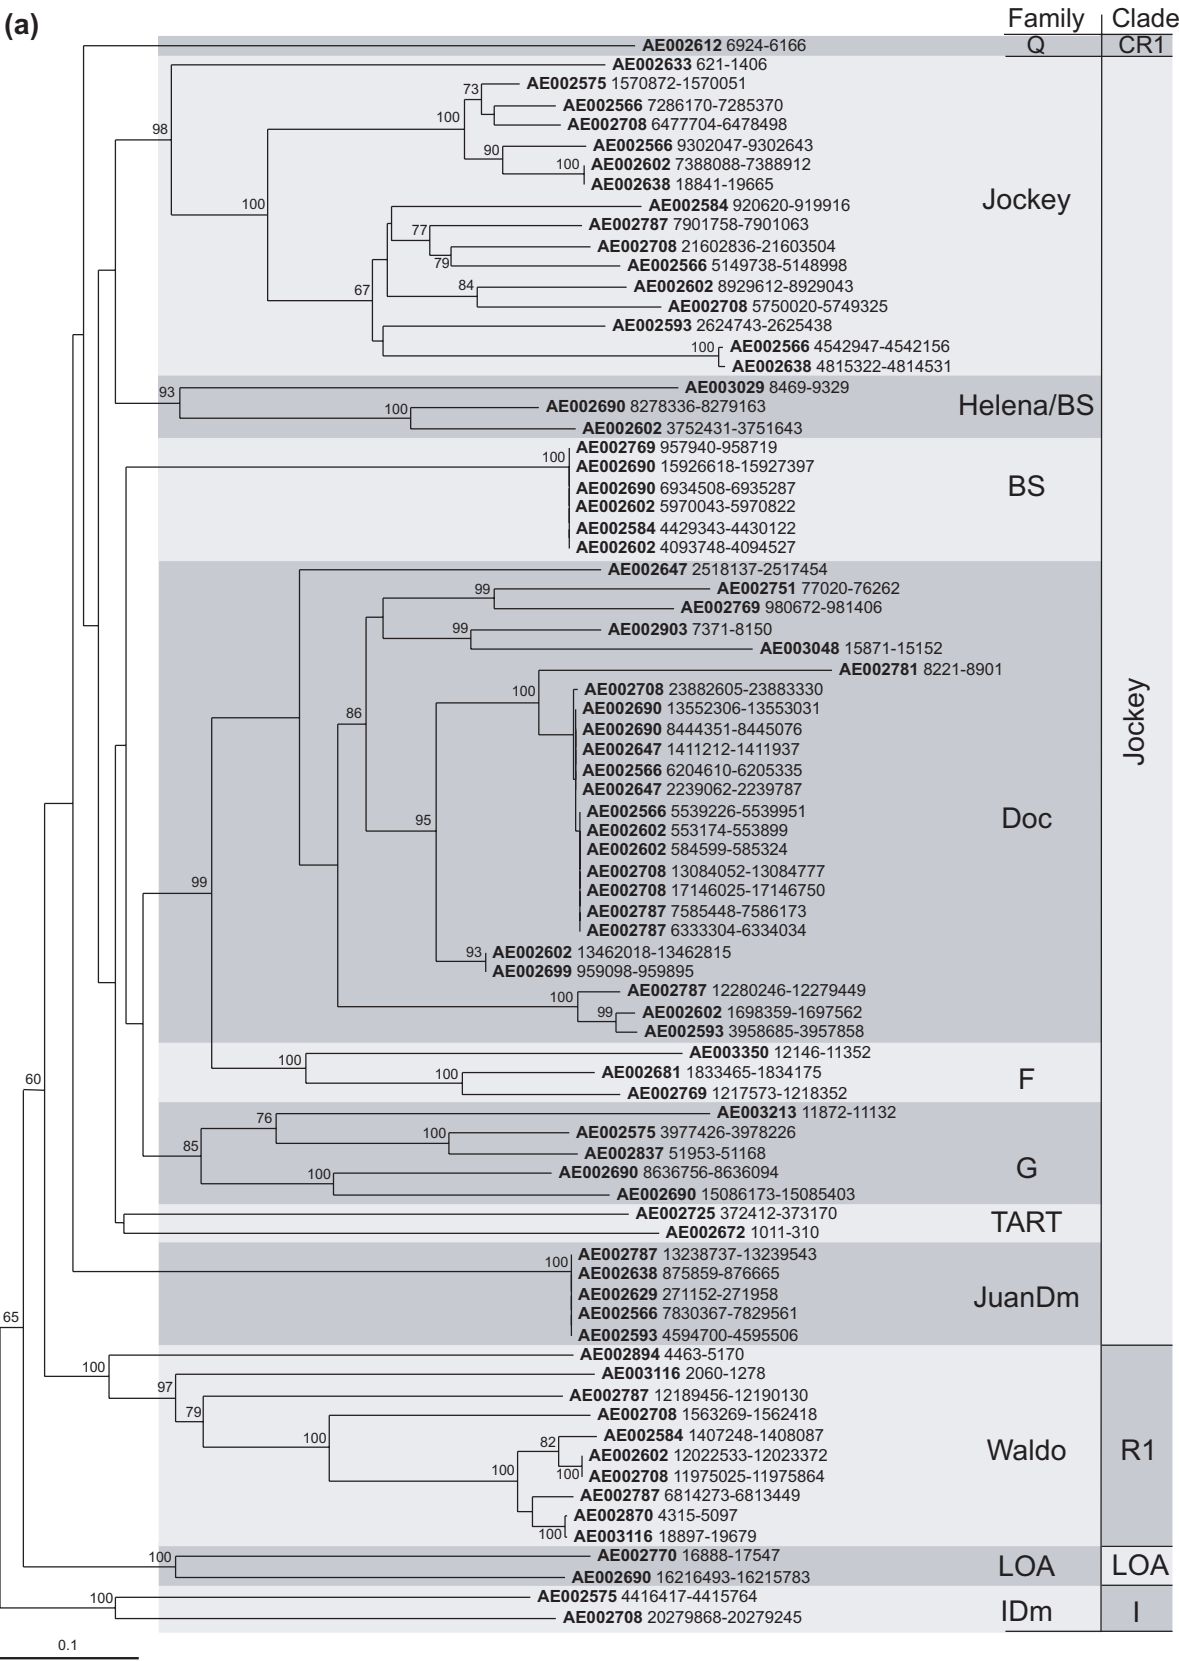 (a)
Family Clade
AE002612 6924-6166 Q CR1
AE002633 621-1406
73 AE002575 1570872-1570051
AE002566 7286170-7285370
100 AE002708 6477704-6478498
98
90 AE002566 9302047-9302643
100 AE002602 7388088-7388912
AE002638 18841-19665
Jockey
100 AE002584 920620-919916
77 AE002787 7901758-7901063
AE002708 21602836-21603504
79 AE002566 5149738-5148998
67 84 AE002602 8929612-8929043
AE002708 5750020-5749325
AE002593 2624743-2625438
100 AE002566 4542947-4542156
AE002638 4815322-4814531
93 AE003029 8469-9329
100 AE002690 8278336-8279163 Helena/BS
AE002602 3752431-3751643
AE002769 957940-958719
100 AE002690 15926618-15927397
AE002690 6934508-6935287 BS
AE002602 5970043-5970822
AE002584 4429343-4430122
AE002602 4093748-4094527
AE002647 2518137-2517454
99 AE002751 77020-76262
AE002769 980672-981406
99 AE002903 7371-8150
AE003048 15871-15152
AE002781 8221-8901
100 AE002708 23882605-23883330
86 AE002690 13552306-13553031
AE002690 8444351-8445076
Jockey
AE002647 1411212-1411937
AE002566 6204610-6205335
AE002647 2239062-2239787
AE002566 5539226-5539951
95 AE002602 553174-553899 Doc
AE002602 584599-585324
AE002708 13084052-13084777
99 AE002708 17146025-17146750
AE002787 7585448-7586173
AE002787 6333304-6334034
93 AE002602 13462018-13462815
AE002699 959098-959895
100 AE002787 12280246-12279449
99 AE002602 1698359-1697562
AE002593 3958685-3957858
100 AE003350 12146-11352
100 AE002681 1833465-1834175 F
60
AE002769 1217573-1218352
76 AE003213 11872-11132
100 AE002575 3977426-3978226
85 AE002837 51953-51168
100 AE002690 8636756-8636094 G
AE002690 15086173-15085403
AE002725 372412-373170 TART
AE002672 1011-310
100 AE002787 13238737-13239543
AE002638 875859-876665
AE002629 271152-271958 JuanDm
65 AE002566 7830367-7829561
AE002593 4594700-4595506
100 AE002894 4463-5170
97 AE003116 2060-1278
79 AE002787 12189456-12190130
AE002708 1563269-1562418
100 82 AE002584 1407248-1408087
AE002602 12022533-12023372 Waldo R1
100 100 AE002708 11975025-11975864
AE002787 6814273-6813449
AE002870 4315-5097
100 AE003116 18897-19679
100 AE002770 16888-17547 LOA LOA
AE002690 16216493-16215783
100 AE002575 4416417-4415764
AE002708 20279868-20279245 IDm I
0.1